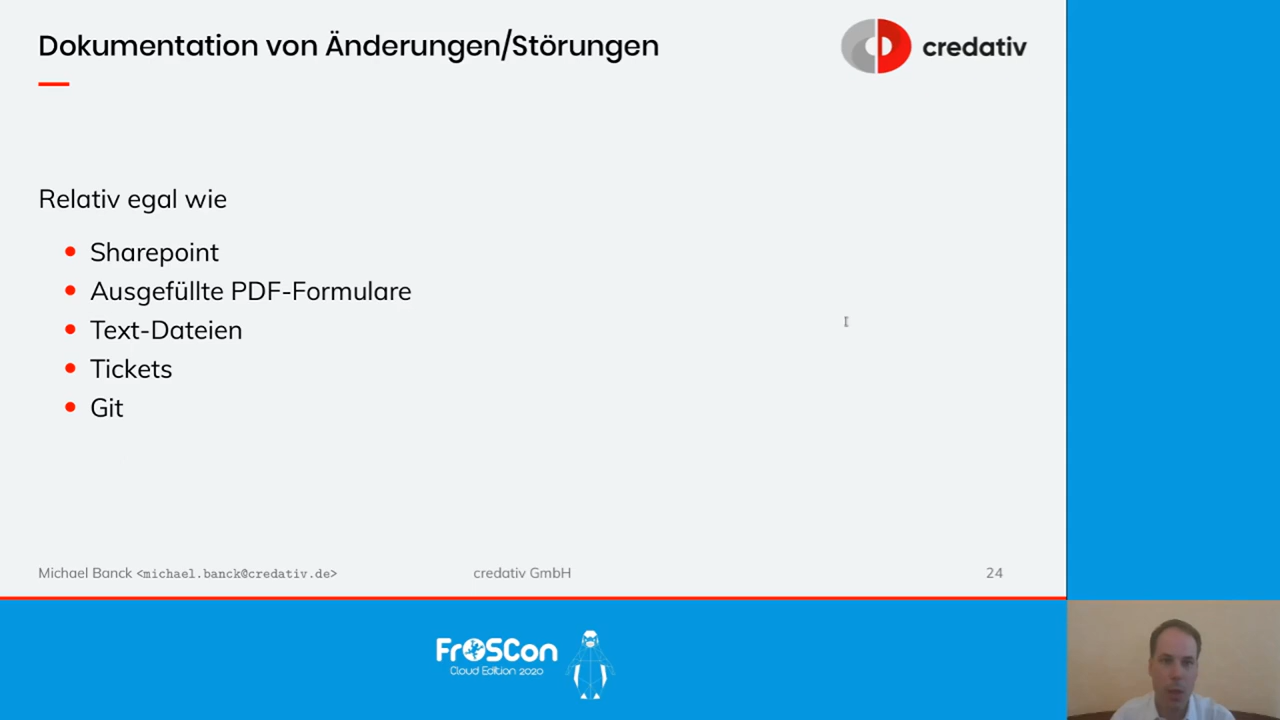 Dokumentation von Änderungen/Störungen
credativ
Relativ egal wie
Sharepoint
Ausgefüllte PDF-Formulare
Text-Dateien
Tickets
Git
Michael Banck <michael.banck@credativ.de>
credativ GmbH
24
FrOSCon
Cloud Edition 2020